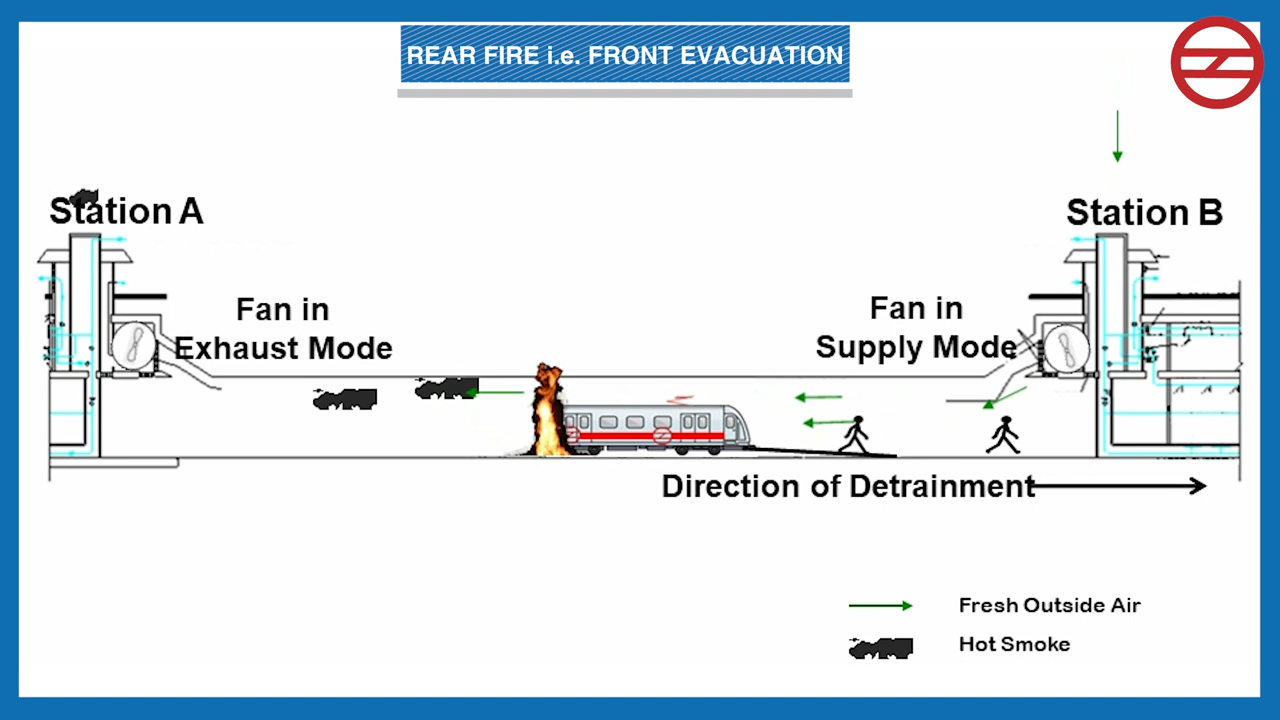 REAR FIRE i.e. FRONT EVACUATION
Station A
Station B
Fan in
Exhaust Mode
Fan in
Supply Mode
Direction of Detrainment
Fresh Outside Air
Hot Smoke